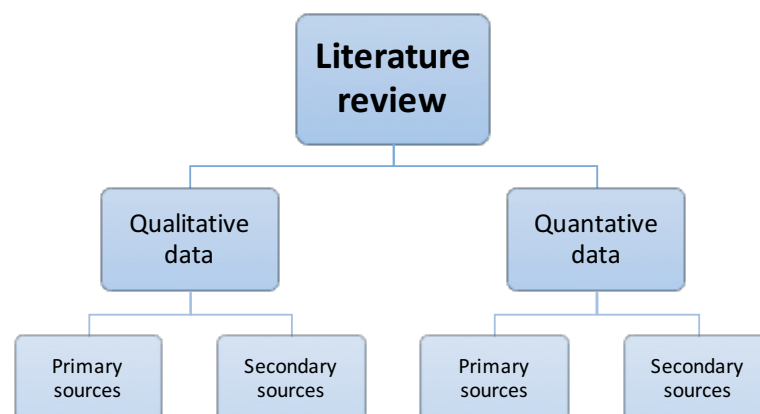 Literature
review
Qualitative
data
Quantative
data
Primary
sources
Secondary
sources
Primary
sources
Secondary
sources